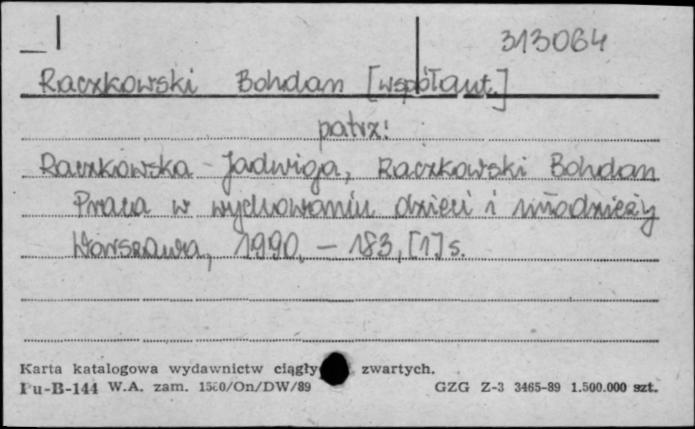 313064
Raczkowski Bohdan [współaut.]
patrz:
Raczkowska Jadwiga, Raczkowski Bohdan
Praca w wychowaniu dzieci i młodzieży
Warszawa, 1990. - 183, [1] s.
Karta katalogowa wydawnictw ciągły zwartych.
Pu-B-144 W.A. zam. 1580/On/DW/89 GZG Z-3 3465-89 1.500.000 szt.